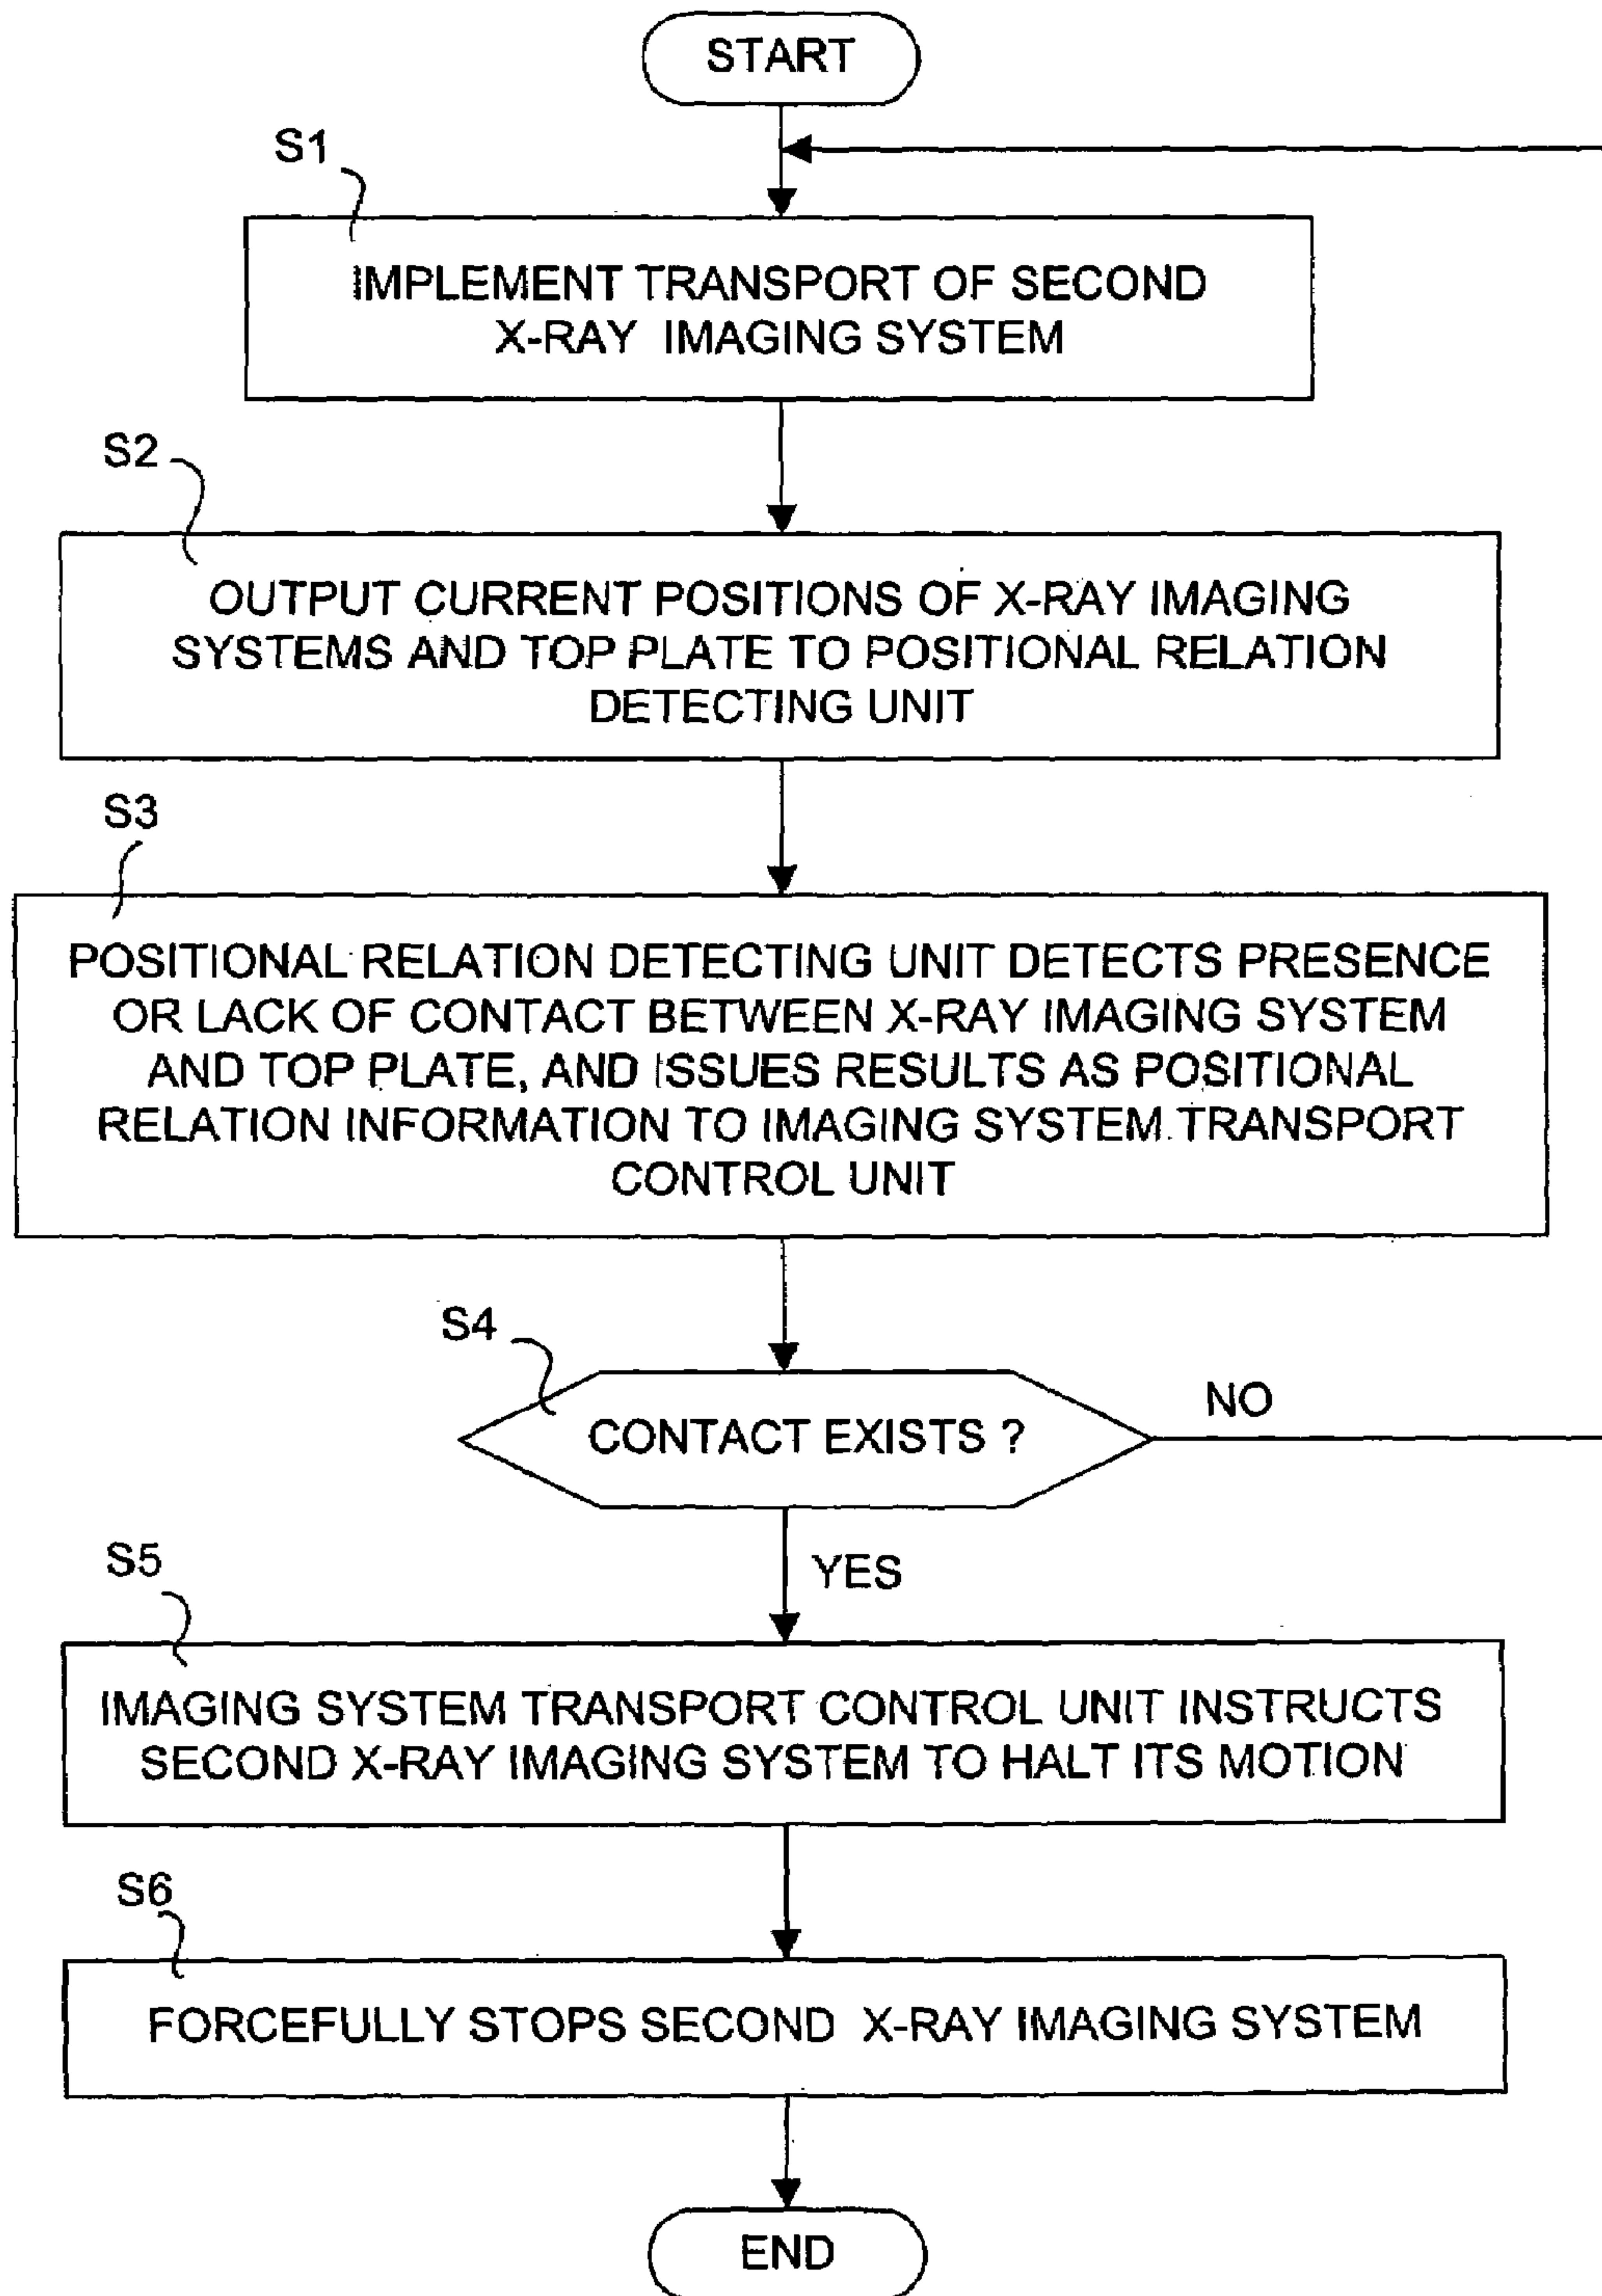 START
S1
IMPLEMENT TRANSPORT OF SECOND
X-RAY IMAGING SYSTEM
S2
OUTPUT CURRENT POSITIONS OF X-RAY IMAGING
SYSTEMS AND TOP PLATE TO POSITIONAL RELATION
DETECTING UNIT
S3
POSITIONAL RELATION DETECTING UNIT DETECTS PRESENCE
OR LACK OF CONTACT BETWEEN X-RAY IMAGING SYSTEM
AND TOP PLATE, AND ISSUES RESULTS AS POSITIONAL
RELATION INFORMATION TO IMAGING SYSTEM TRANSPORT
CONTROL UNIT
S4
CONTACT EXISTS ?
NO
YES
S5
IMAGING SYSTEM TRANSPORT CONTROL UNIT INSTRUCTS
SECOND X-RAY IMAGING SYSTEM TO HALT ITS MOTION
S6
FORCEFULLY STOPS SECOND X-RAY IMAGING SYSTEM
END